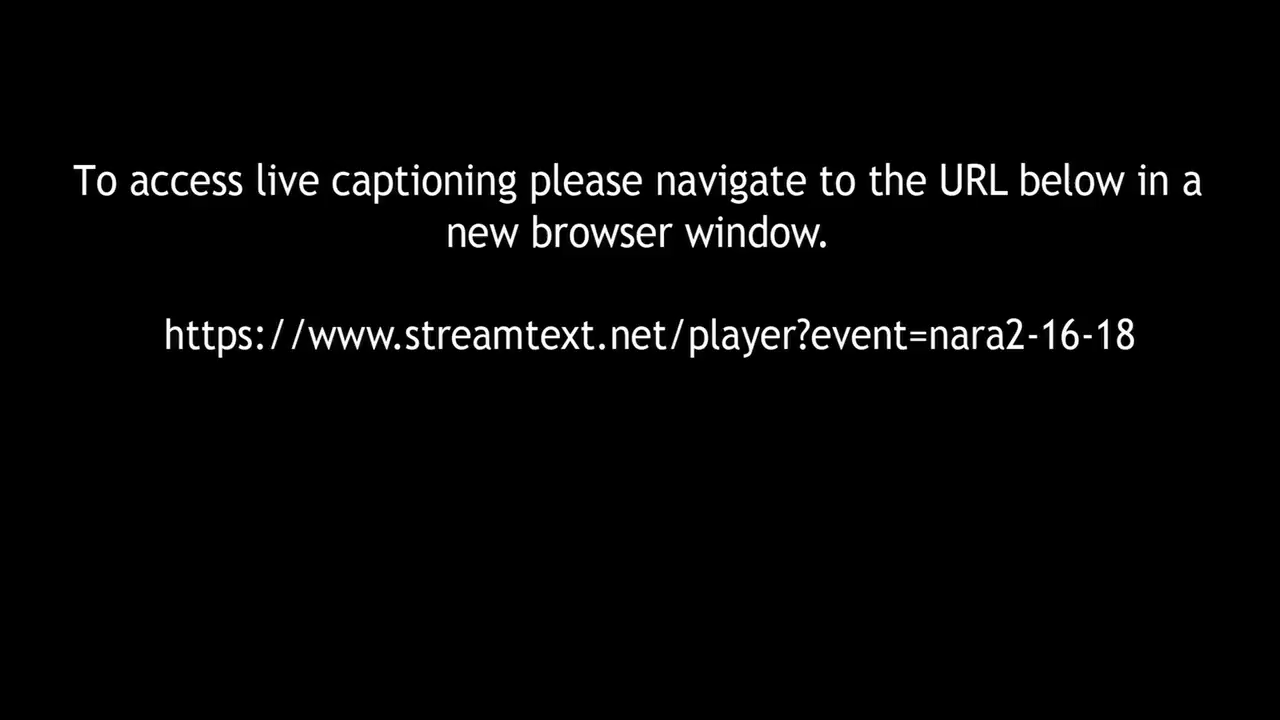 To access live captioning please navigate to the URL below in a
new browser window.
https://www.streamtext.net/player?event=nara2-16-18